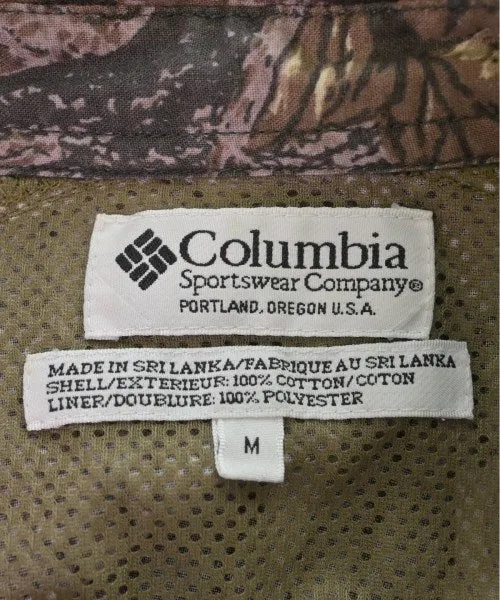 Columbia
Sportswear Company®
PORTLAND, OREGON U.S.A.
MADE IN SRI LANKA/FABRIQUE AU SRI LANKA
SHELL/EXTERIEUR: 100% COTTON/COTON
LINER/DOUBLURE: 100% POLYESTER
M